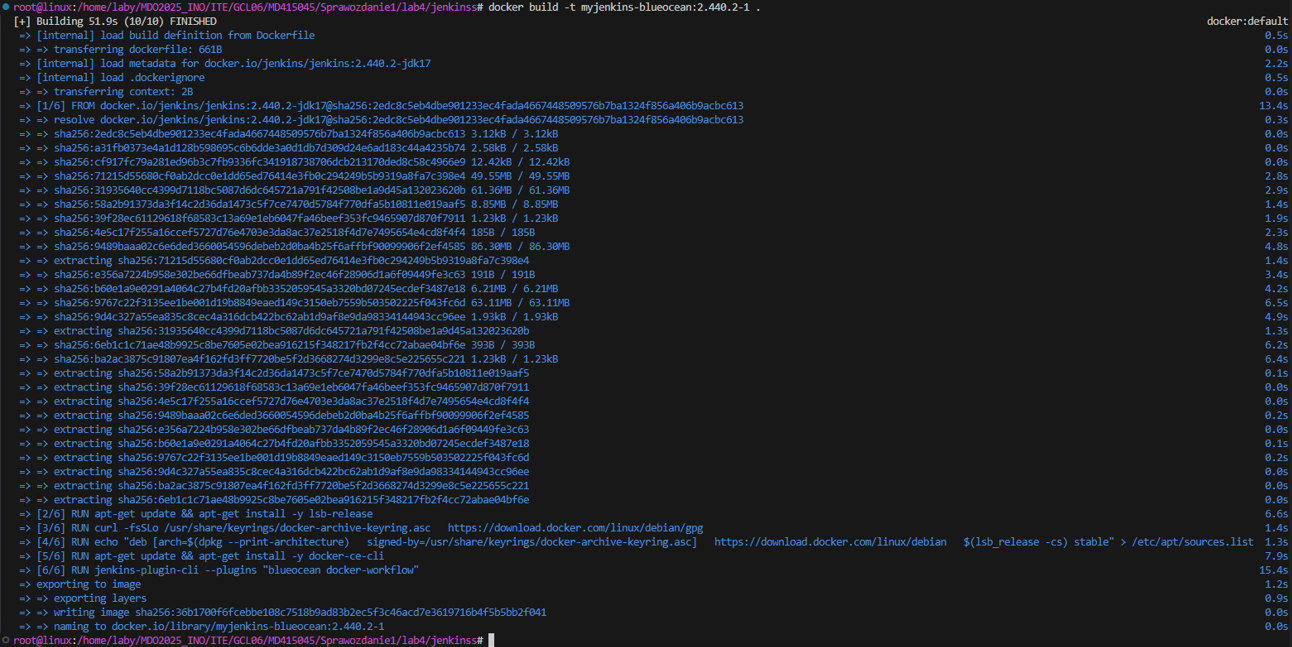 root@linux:/home/laby/MDO2025_INO/ITE/GCL06/MD415045/Sprawozdanie1/lab4/jenkinss# docker build -t myjenkins-blueocean:2.440.2-1 .
[+] Building 51.9s (10/10) FINISHED docker:default
=> [internal] load build definition from Dockerfile 0.5s
=> => transferring dockerfile: 661B 0.0s
=> [internal] load metadata for docker.io/jenkins/jenkins:2.440.2-jdk17 2.2s
=> [internal] load .dockerignore 0.5s
=> => transferring context: 2B 0.0s
=> [1/6] FROM docker.io/jenkins/jenkins:2.440.2-jdk17@sha256:2edc8c5eb4dbe901233ec4fada4667448509576b7ba1324f856a406b9acbc613 13.4s
=> => resolve docker.io/jenkins/jenkins:2.440.2-jdk17@sha256:2edc8c5eb4dbe901233ec4fada4667448509576b7ba1324f856a406b9acbc613 0.3s
=> => sha256:2edc8c5eb4dbe901233ec4fada4667448509576b7ba1324f856a406b9acbc613 3.12kB / 3.12kB 0.0s
=> => sha256:a31fb0373e4a1d128b598695c6b6dde3a0d1db7d309d24e6ad183c44a4235b74 2.58kB / 2.58kB 0.0s
=> => sha256:cf917fc79a281ed96b3c7fb9336fc341918738706dcb213170ded8c58c4966e9 12.42kB / 12.42kB 0.0s
=> => sha256:71215d55680cf0ab2dcc0e1dd65ed76414e3fb0c294249b5b9319a8fa7c398e4 49.55MB / 49.55MB 2.8s
=> => sha256:31935640cc4399d7118bc5087d6dc645721a791f42508be1a9d45a132023620b 61.36MB / 61.36MB 2.9s
=> => sha256:58a2b91373da3f14c2d36da1473c5f7ce7470d5784f770dfa5b10811e019aaf5 8.85MB / 8.85MB 1.4s
=> => sha256:39f28ec61129618f68583c13a69e1eb6047fa46beef353fc9465907d870f7911 1.23kB / 1.23kB 1.9s
=> => sha256:4e5c17f255a16ccef5727d76e4703e3da8ac37e2518f4d7e7495654e4cd8f4f4 185B / 185B 2.3s
=> => sha256:9489baaa02c6e6ded3660054596debeb2d0ba4b25f6affbf90099906f2ef4585 86.30MB / 86.30MB 4.8s
=> => extracting sha256:71215d55680cf0ab2dcc0e1dd65ed76414e3fb0c294249b5b9319a8fa7c398e4 1.4s
=> => sha256:e356a7224b958e302be66dfbeab737da4b89f2ec46f28906d1a6f09449fe3c63 191B / 191B 3.4s
=> => sha256:b60e1a9e0291a4064c27b4fd20afbb3352059545a3320bd07245ecdef3487e18 6.21MB / 6.21MB 4.2s
=> => sha256:9767c22f3135ee1be001d19b8849eaed149c3150eb7559b503502225f043fc6d 63.11MB / 63.11MB 6.5s
=> => sha256:9d4c327a55ea835c8cec4a316dcb422bc62ab1d9af8e9da98334144943cc96ee 1.93kB / 1.93kB 4.9s
=> => extracting sha256:31935640cc4399d7118bc5087d6dc645721a791f42508be1a9d45a132023620b 1.3s
=> => sha256:6eb1c1c71ae48b9925c8be7605e02bea916215f348217fb2f4cc72abae04bf6e 393B / 393B 6.2s
=> => sha256:ba2ac3875c91807ea4f162fd3ff7720be5f2d3668274d3299e8c5e225655c221 1.23kB / 1.23kB 6.4s
=> => extracting sha256:58a2b91373da3f14c2d36da1473c5f7ce7470d5784f770dfa5b10811e019aaf5 0.1s
=> => extracting sha256:39f28ec61129618f68583c13a69e1eb6047fa46beef353fc9465907d870f7911 0.0s
=> => extracting sha256:4e5c17f255a16ccef5727d76e4703e3da8ac37e2518f4d7e7495654e4cd8f4f4 0.0s
=> => extracting sha256:9489baaa02c6e6ded3660054596debeb2d0ba4b25f6affbf90099906f2ef4585 0.2s
=> => extracting sha256:e356a7224b958e302be66dfbeab737da4b89f2ec46f28906d1a6f09449fe3c63 0.0s
=> => extracting sha256:b60e1a9e0291a4064c27b4fd20afbb3352059545a3320bd07245ecdef3487e18 0.1s
=> => extracting sha256:9767c22f3135ee1be001d19b8849eaed149c3150eb7559b503502225f043fc6d 0.2s
=> => extracting sha256:9d4c327a55ea835c8cec4a316dcb422bc62ab1d9af8e9da98334144943cc96ee 0.0s
=> => extracting sha256:ba2ac3875c91807ea4f162fd3ff7720be5f2d3668274d3299e8c5e225655c221 0.0s
=> => extracting sha256:6eb1c1c71ae48b9925c8be7605e02bea916215f348217fb2f4cc72abae04bf6e 0.0s
=> [2/6] RUN apt-get update && apt-get install -y lsb-release 6.6s
=> [3/6] RUN curl -fsSLo /usr/share/keyrings/docker-archive-keyring.asc https://download.docker.com/linux/debian/gpg 1.4s
=> [4/6] RUN echo "deb [arch=$(dpkg --print-architecture) signed-by=/usr/share/keyrings/docker-archive-keyring.asc] https://download.docker.com/linux/debian $(lsb_release -cs) stable" > /etc/apt/sources.list 1.3s
=> [5/6] RUN apt-get update && apt-get install -y docker-ce-cli 7.9s
=> [6/6] RUN jenkins-plugin-cli --plugins "blueocean docker-workflow" 15.4s
=> exporting to image 1.2s
=> => exporting layers 0.9s
=> => writing image sha256:36b1700f6fcebbe108c7518b9ad83b2ec5f3c46acd7e3619716b4f5b5bb2f041 0.0s
=> => naming to docker.io/library/myjenkins-blueocean:2.440.2-1 0.0s
root@linux:/home/laby/MDO2025_INO/ITE/GCL06/MD415045/Sprawozdanie1/lab4/jenkinss#